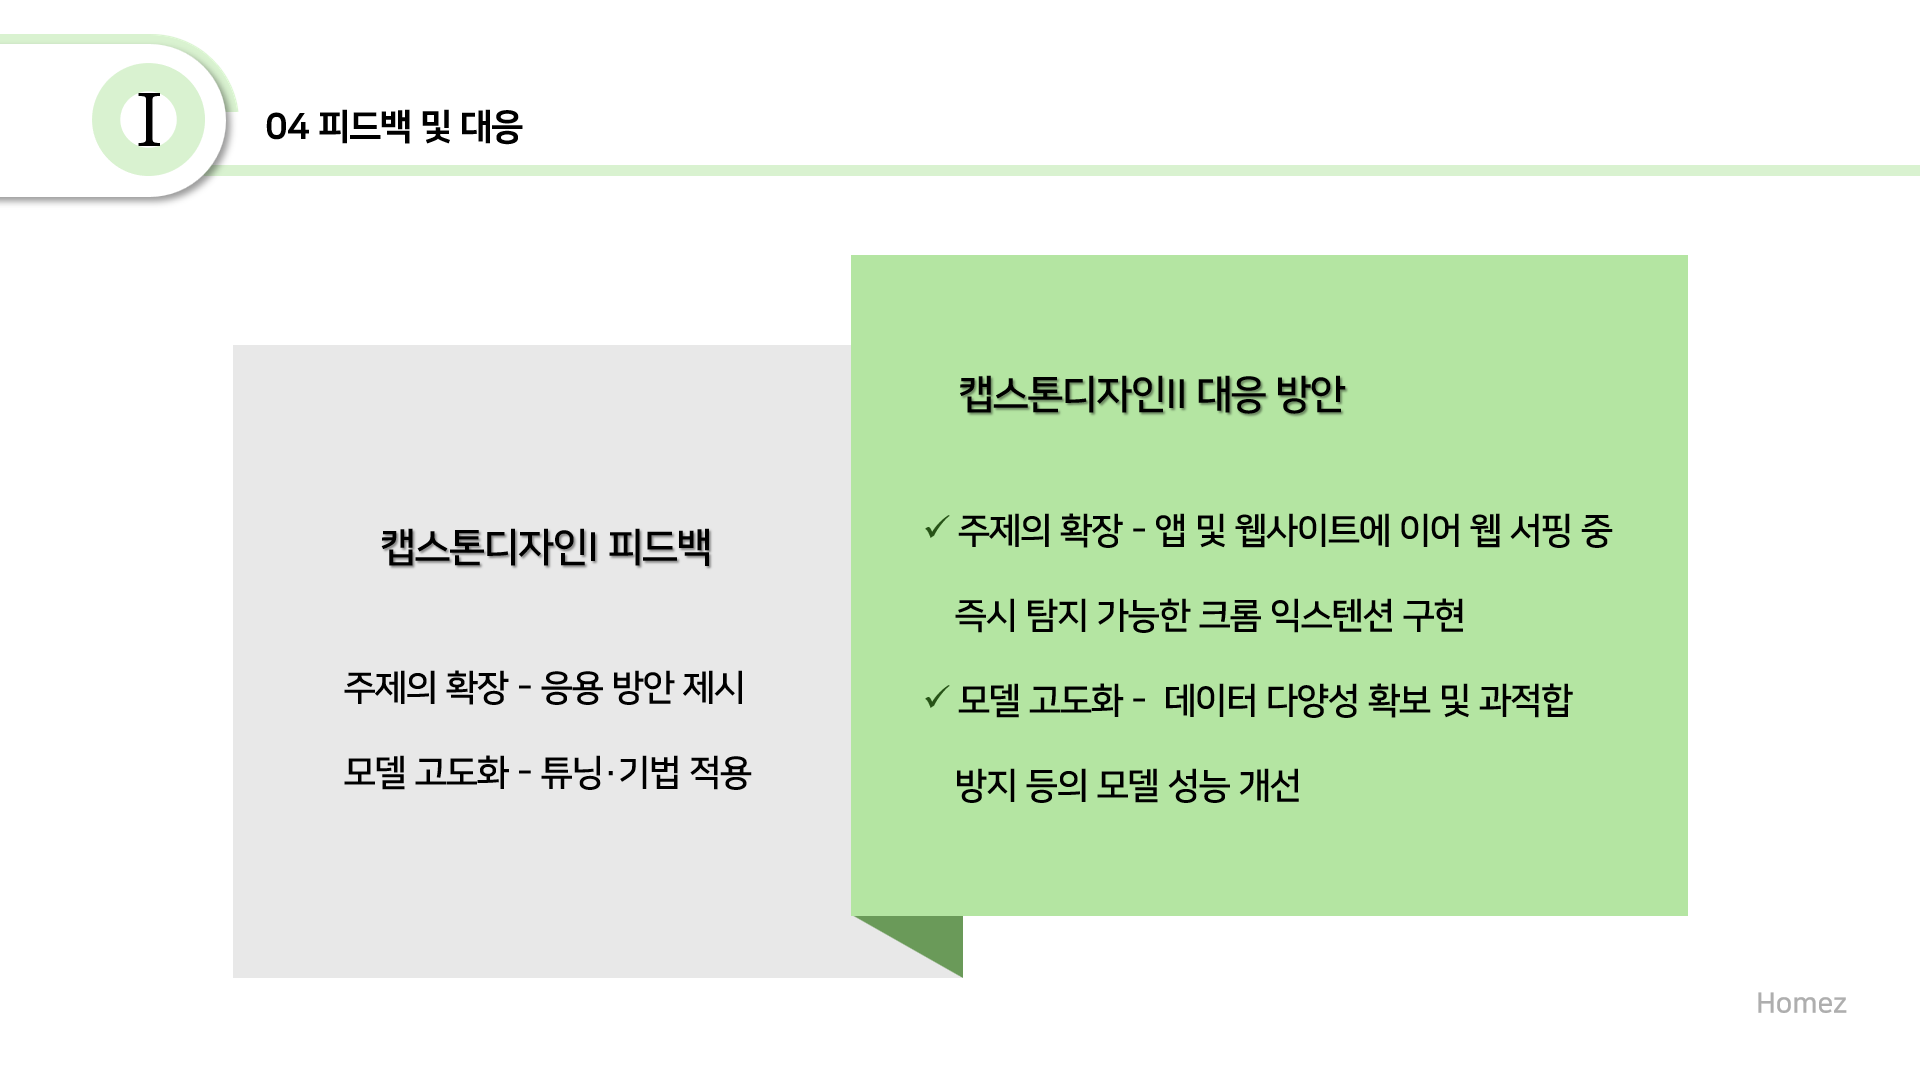 I
04 피드백 및 대응
캡스톤디자인I 피드백
주제의 확장 - 응용 방안 제시
모델 고도화 - 튜닝·기법 적용
캡스톤디자인II 대응 방안
✓ 주제의 확장 - 앱 및 웹사이트에 이어 웹 서핑 중
즉시 탐지 가능한 크롬 익스텐션 구현
✓ 모델 고도화 - 데이터 다양성 확보 및 과적합
방지 등의 모델 성능 개선
Homez